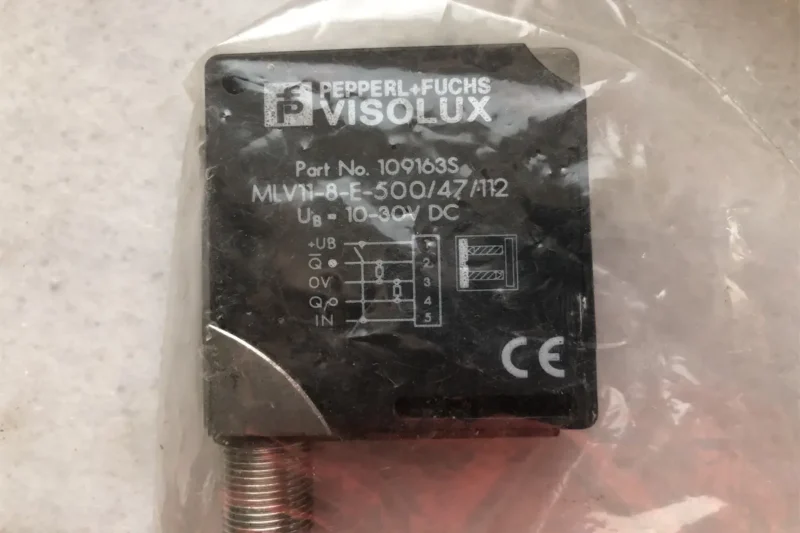 PEPPERL+FUCHS
VISOLUX
Part No. 109163S
MLV11-8-E-500/47/112
UB = 10-30V DC
+UB 1
Q̅ 2
0V 3
Q 4
IN 5
CE